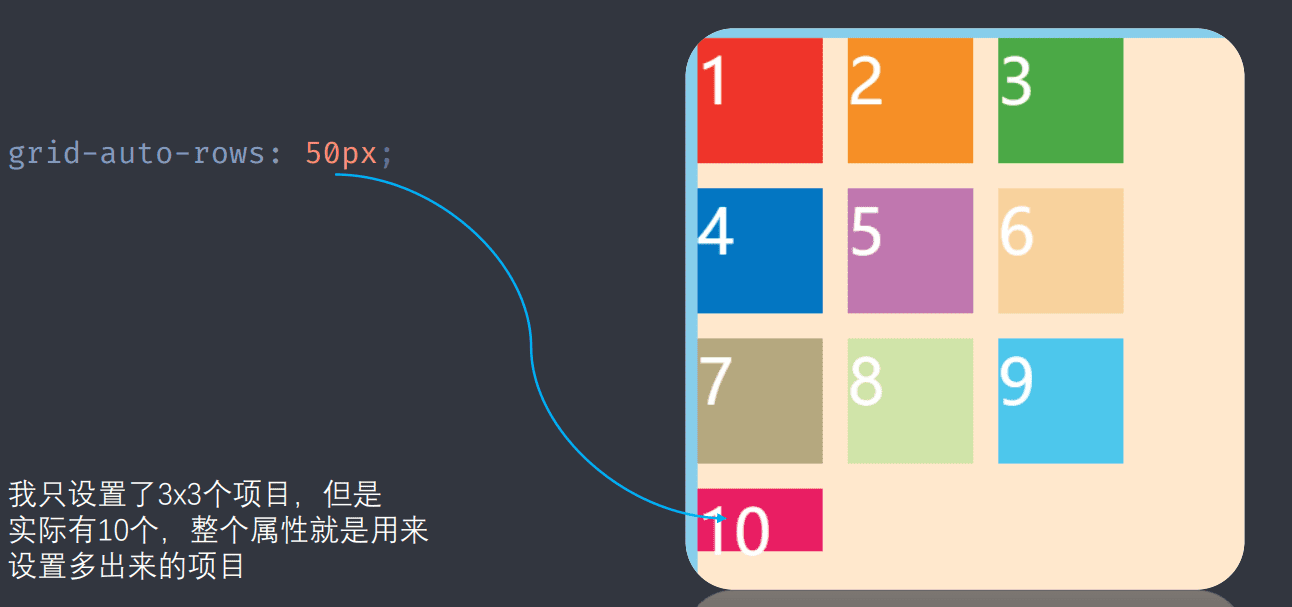 grid-auto-rows: 50px;
1 2 3
4 5 6
7 8 9
10
我只设置了3x3个项目，但是
实际有10个，整个属性就是用来
设置多出来的项目